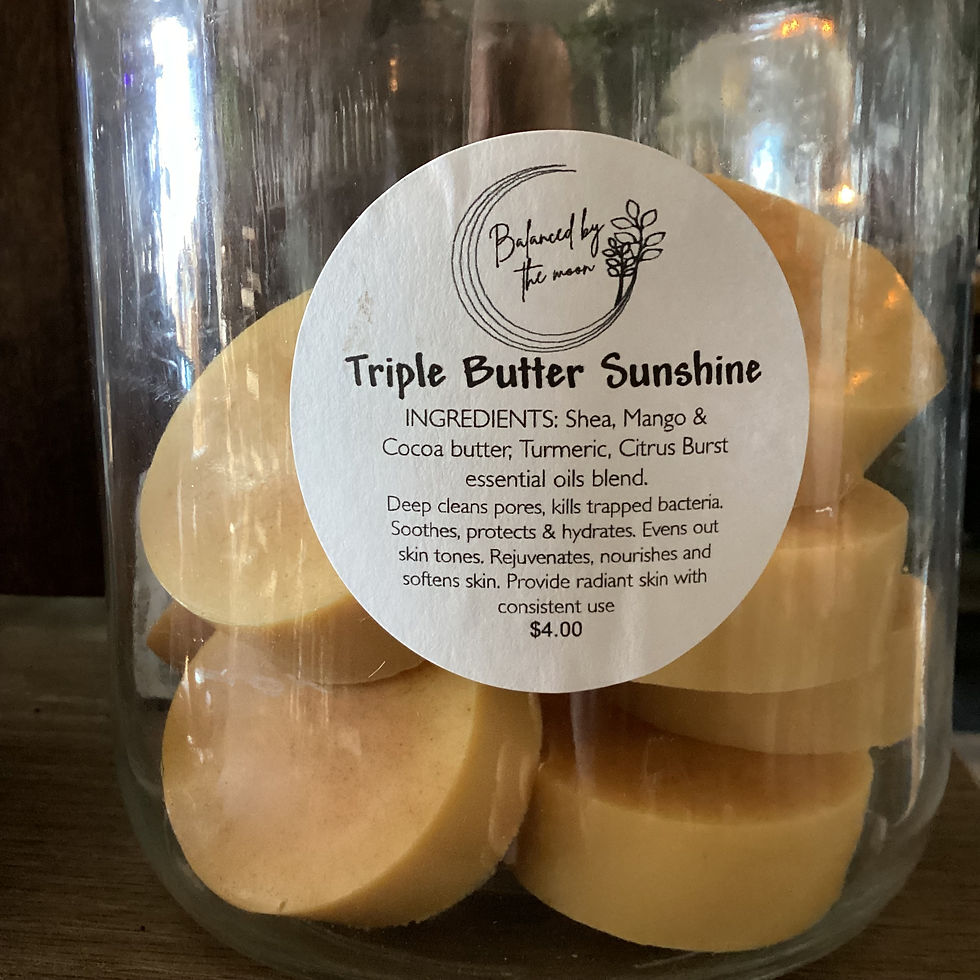 Balanced by
the moon
Triple Butter Sunshine
INGREDIENTS: Shea, Mango &
Cocoa butter, Turmeric, Citrus Burst
essential oils blend.
Deep cleans pores, kills trapped bacteria.
Soothes, protects & hydrates. Evens out
skin tones. Rejuvenates, nourishes and
softens skin. Provide radiant skin with
consistent use
$4.00